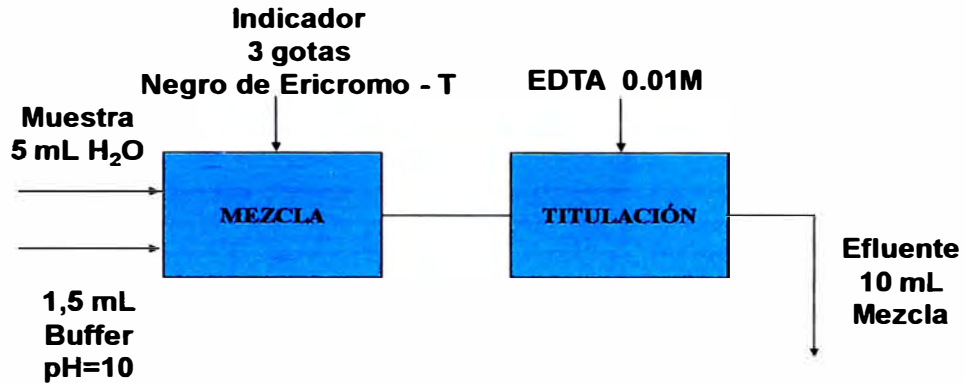 Indicador
3 gotas
Negro de Ericromo - T
EDTA 0.01M
Muestra
5 mL H₂O
MEZCLA
TITULACIÓN
1,5 mL
Buffer
pH=10
Efluente
10 mL
Mezcla